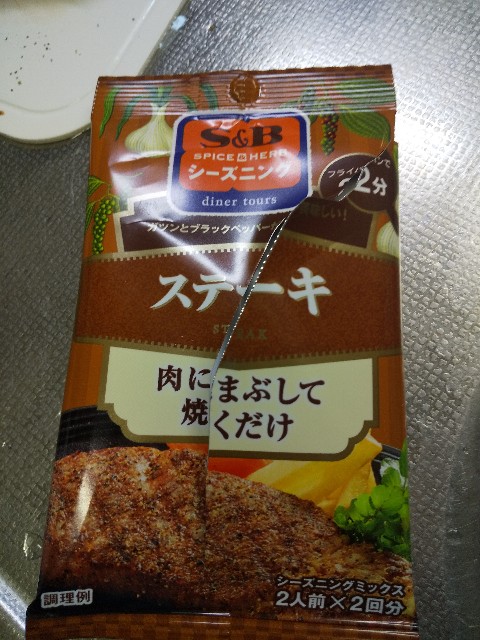 S&B
SPICE & HERB
シーズニング
diner tours
フライパンで
2分
ガツンとブラックペッパー
ステーキ
STEAK
肉にまぶして
焼くだけ
調理例
シーズニングミックス
2人前×2回分